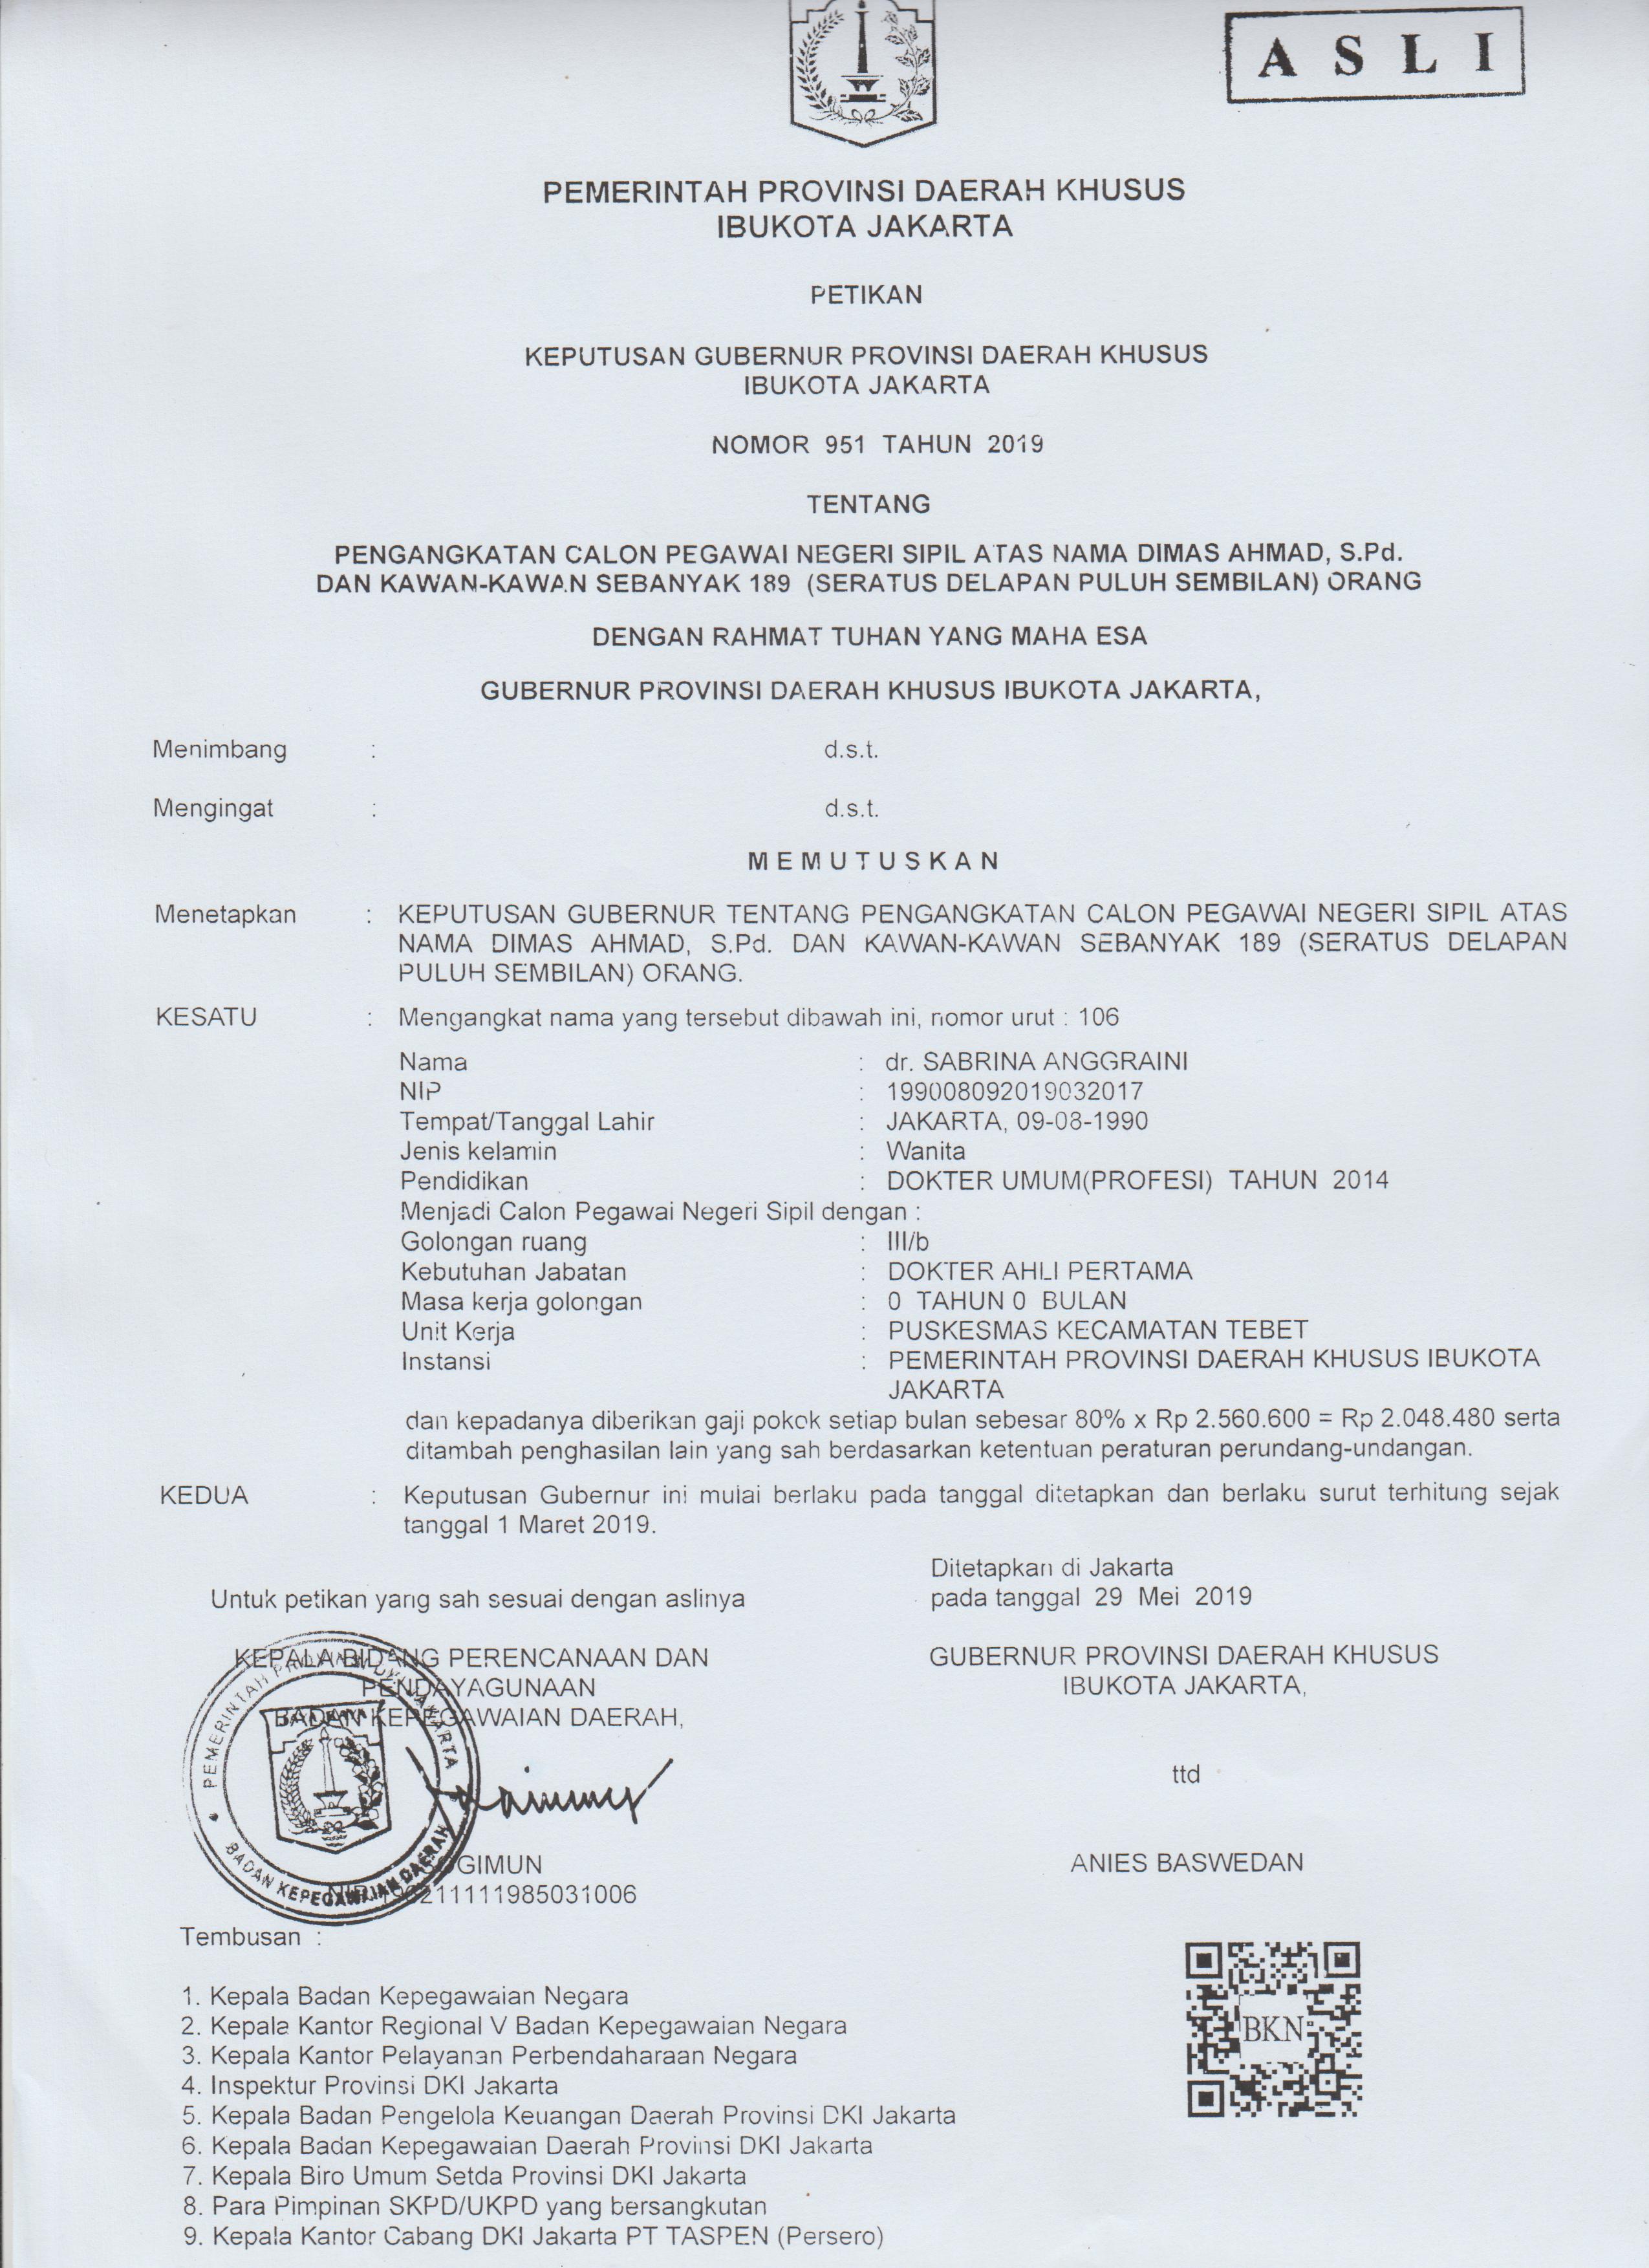 A S L I
PEMERINTAH PROVINSI DAERAH KHUSUS
IBUKOTA JAKARTA
PETIKAN
KEPUTUSAN GUBERNUR PROVINSI DAERAH KHUSUS
IBUKOTA JAKARTA
NOMOR 951 TAHUN 2019
TENTANG
PENGANGKATAN CALON PEGAWAI NEGERI SIPIL ATAS NAMA DIMAS AHMAD, S.Pd.
DAN KAWAN-KAWAN SEBANYAK 189 (SERATUS DELAPAN PULUH SEMBILAN) ORANG
DENGAN RAHMAT TUHAN YANG MAHA ESA
GUBERNUR PROVINSI DAERAH KHUSUS IBUKOTA JAKARTA,
Menimbang : d.s.t.
Mengingat : d.s.t.
M E M U T U S K A N
Menetapkan : KEPUTUSAN GUBERNUR TENTANG PENGANGKATAN CALON PEGAWAI NEGERI SIPIL ATAS
NAMA DIMAS AHMAD, S.Pd. DAN KAWAN-KAWAN SEBANYAK 189 (SERATUS DELAPAN
PULUH SEMBILAN) ORANG.
KESATU : Mengangkat nama yang tersebut dibawah ini, nomor urut : 106
Nama : dr. SABRINA ANGGRAINI
NIP : 199008092019032017
Tempat/Tanggal Lahir : JAKARTA, 09-08-1990
Jenis kelamin : Wanita
Pendidikan : DOKTER UMUM(PROFESI) TAHUN 2014
Menjadi Calon Pegawai Negeri Sipil dengan :
Golongan ruang : III/b
Kebutuhan Jabatan : DOKTER AHLI PERTAMA
Masa kerja golongan : 0 TAHUN 0 BULAN
Unit Kerja : PUSKESMAS KECAMATAN TEBET
Instansi : PEMERINTAH PROVINSI DAERAH KHUSUS IBUKOTA
JAKARTA
dan kepadanya diberikan gaji pokok setiap bulan sebesar 80% x Rp 2.560.600 = Rp 2.048.480 serta
ditambah penghasilan lain yang sah berdasarkan ketentuan peraturan perundang-undangan.
KEDUA : Keputusan Gubernur ini mulai berlaku pada tanggal ditetapkan dan berlaku surut terhitung sejak
tanggal 1 Maret 2019.
Ditetapkan di Jakarta
pada tanggal 29 Mei 2019
Untuk petikan yang sah sesuai dengan aslinya
KEPALA BIDANG PERENCANAAN DAN
PENDAYAGUNAAN
BADAN KEPEGAWAIAN DAERAH,
GUBERNUR PROVINSI DAERAH KHUSUS
IBUKOTA JAKARTA,
PEMERINTAH PROVINSI DKI JAKARTA
BADAN KEPEGAWAIAN DAERAH
ttd
ANIES BASWEDAN
Tembusan :
1. Kepala Badan Kepegawaian Negara
2. Kepala Kantor Regional V Badan Kepegawaian Negara
3. Kepala Kantor Pelayanan Perbendaharaan Negara
4. Inspektur Provinsi DKI Jakarta
5. Kepala Badan Pengelola Keuangan Daerah Provinsi DKI Jakarta
6. Kepala Badan Kepegawaian Daerah Provinsi DKI Jakarta
7. Kepala Biro Umum Setda Provinsi DKI Jakarta
8. Para Pimpinan SKPD/UKPD yang bersangkutan
9. Kepala Kantor Cabang DKI Jakarta PT TASPEN (Persero)
BKN